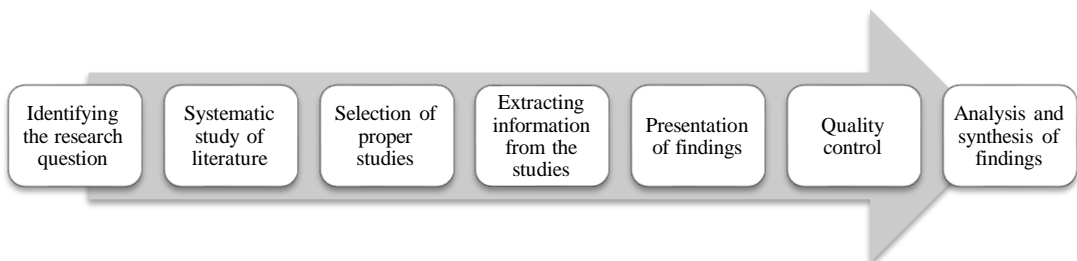 Identifying
the research
question
Systematic
study of
literature
Selection of
proper
studies
Extracting
information
from the
studies
Presentation
of findings
Quality
control
Analysis and
synthesis of
findings